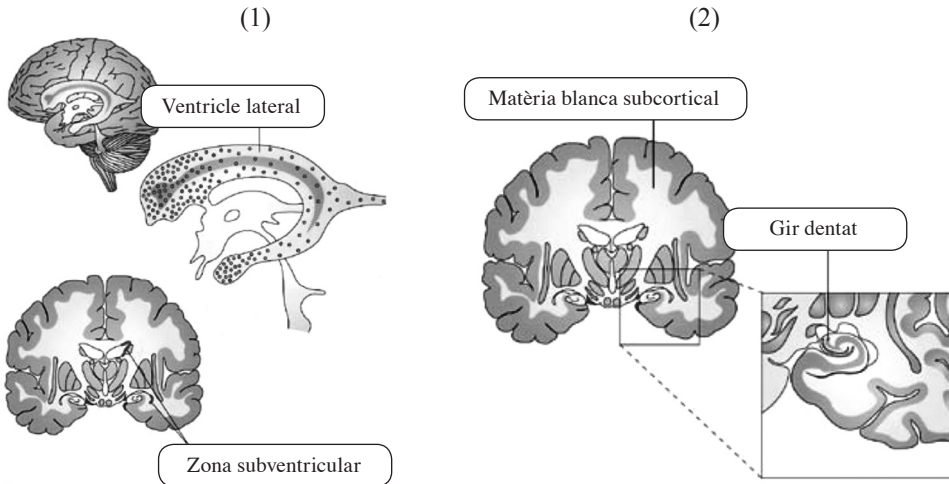 (1)
(2)
Ventricle lateral
Matèria blanca subcortical
Gir dentat
Zona subventricular